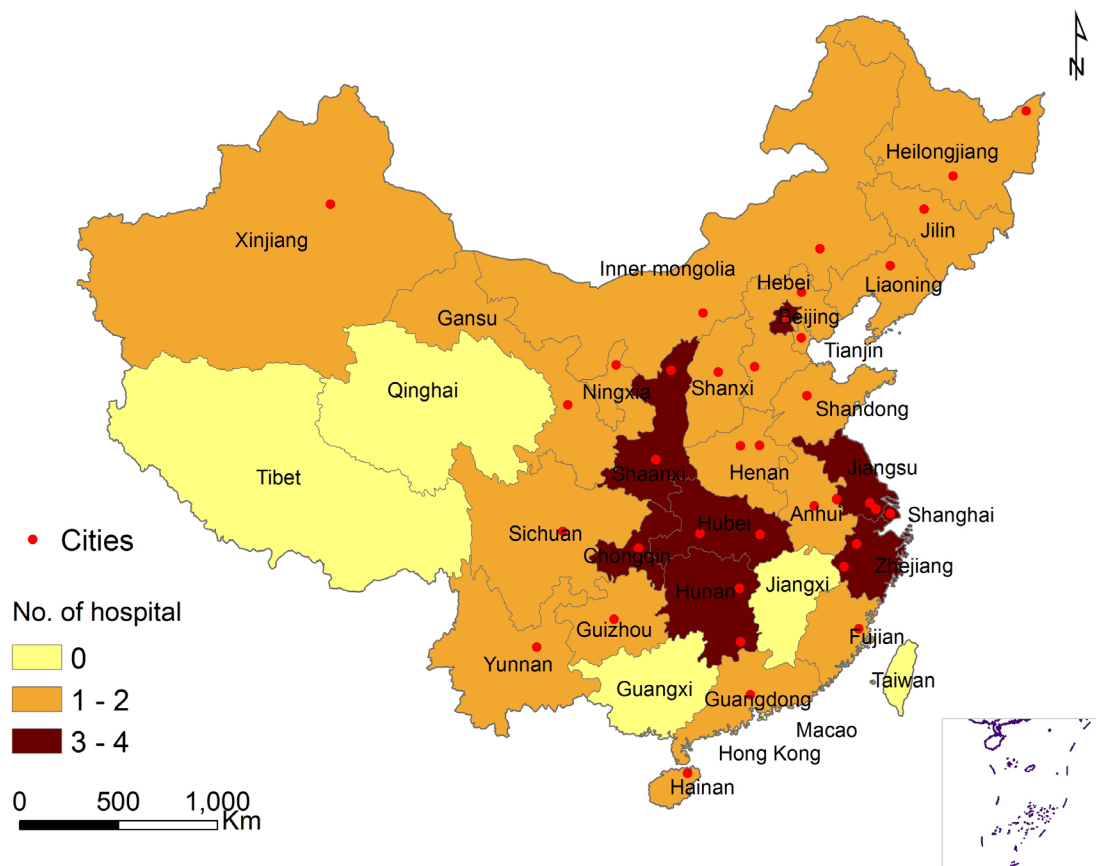 N
Heilongjiang
Jilin
Xinjiang
Inner mongolia
Hebei
Liaoning
Gansu
Beijing
Tianjin
Qinghai
Ningxia
Shanxi
Shandong
Tibet
Shaanxi
Henan
Jiangsu
Sichuan
Hubei
Anhui
Shanghai
Chongqin
Zhejiang
Hunan
Jiangxi
Guizhou
Fujian
Yunnan
Guangxi
Guangdong
Taiwan
Macao
Hong Kong
Hainan
Cities
No. of hospital
0
1 - 2
3 - 4
0 500 1,000
Km